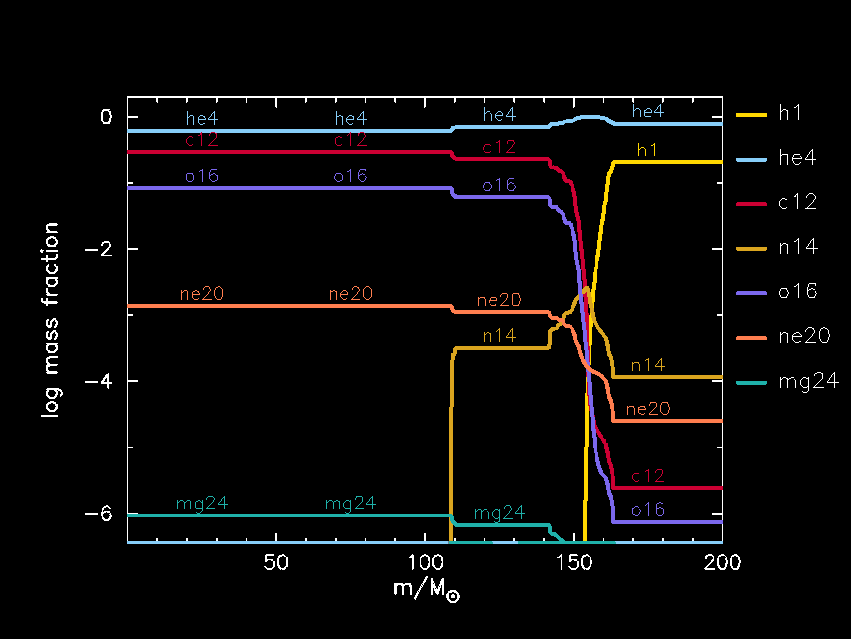 0
he4
he4
he4
he4
h1
c12
c12
c12
h1
he4
o16
o16
o16
c12
−2
n14
ne20
ne20
ne20
o16
n14
ne20
−4
n14
mg24
ne20
c12
mg24
mg24
mg24
o16
−6
50
100
150
200
m/M☉
log mass fraction